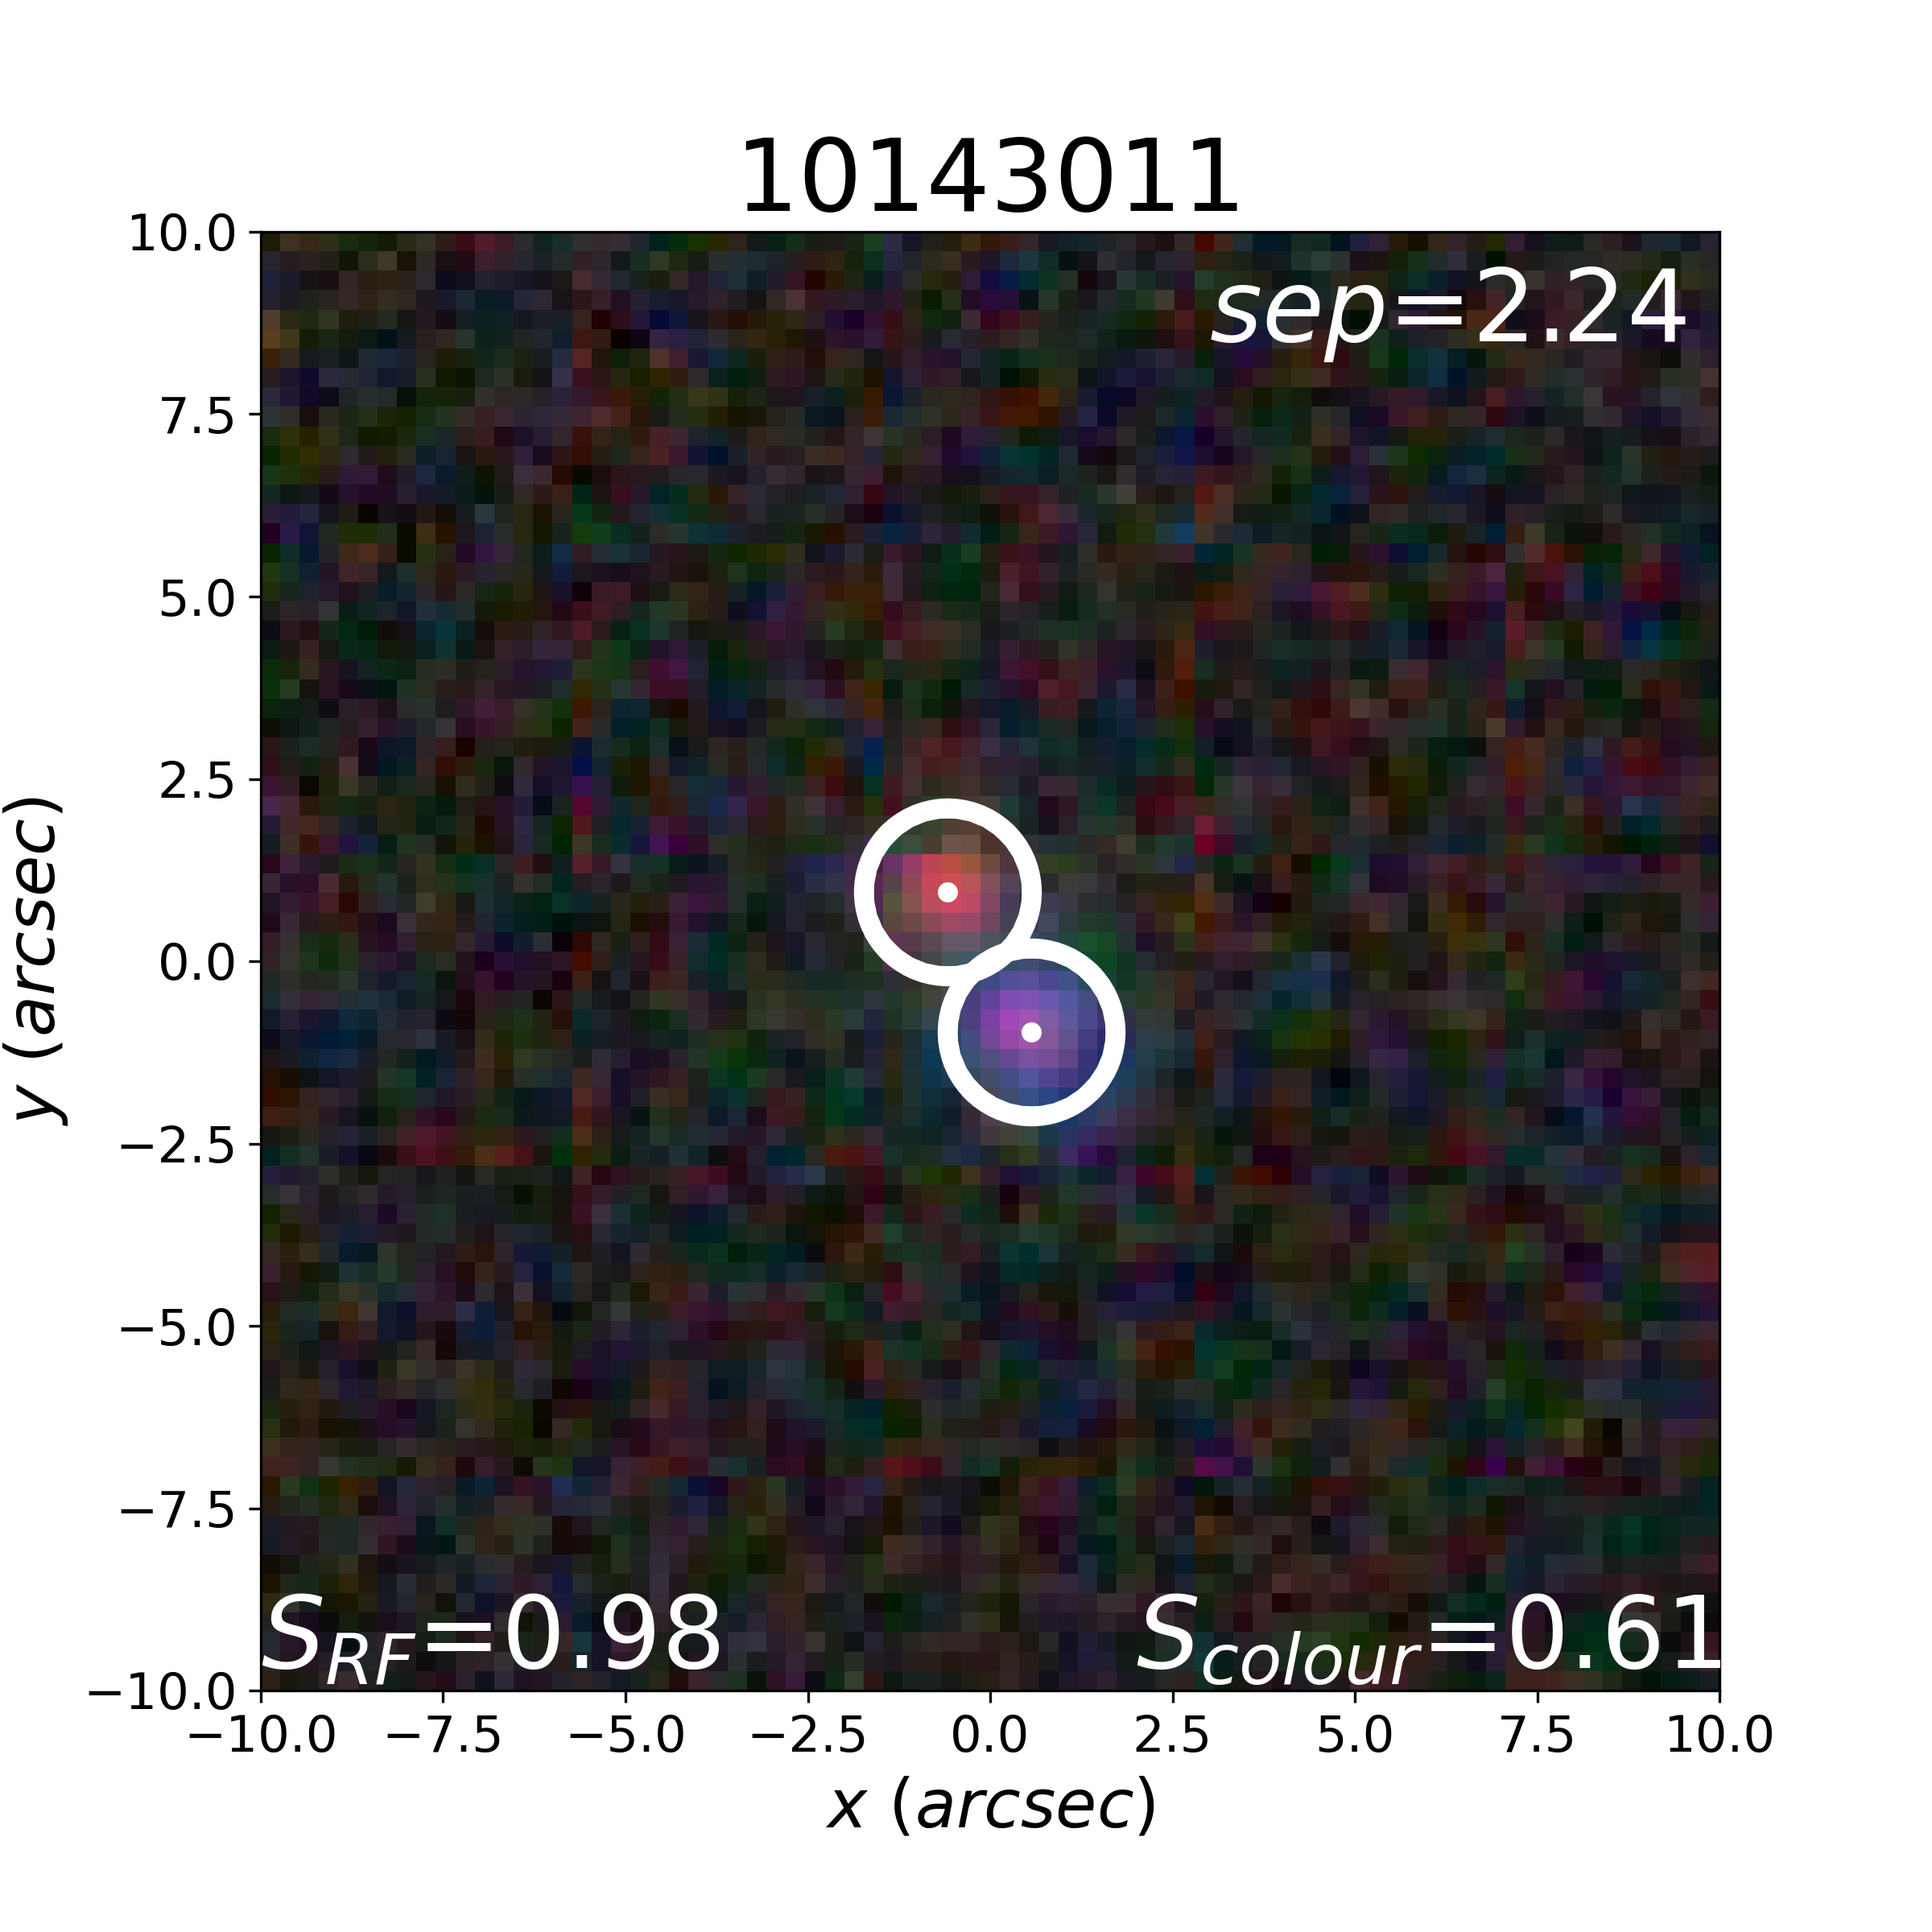 10143011
sep=2.24
S_RF=0.98
S_colour=0.61
y (arcsec)
10.0
7.5
5.0
2.5
0.0
−2.5
−5.0
−7.5
−10.0
−10.0 −7.5 −5.0 −2.5 0.0 2.5 5.0 7.5 10.0
x (arcsec)